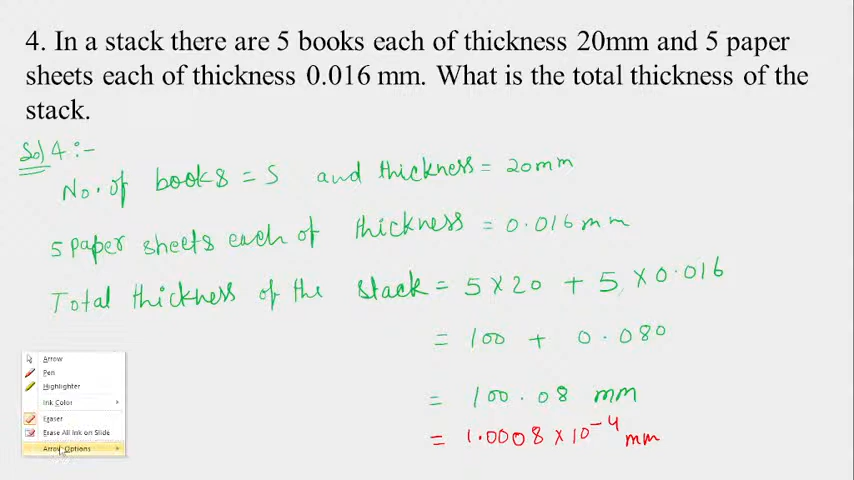 4. In a stack there are 5 books each of thickness 20mm and 5 paper
sheets each of thickness 0.016 mm. What is the total thickness of the
stack.
Sol 4:-
No. of books = 5 and thickness = 20mm
5 Paper sheets each of thickness = 0.016 mm
Total thickness of the stack = 5 × 20 + 5 × 0.016
= 100 + 0.080
= 100.08 mm
= 1.0008 × 10⁻⁴ mm
Arrow
Pen
Highlighter
Ink Color
Eraser
Erase All Ink on Slide
Arrow Options